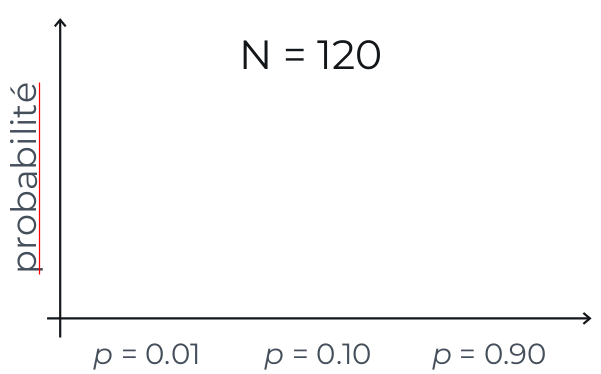 N = 120
probabilité
p = 0.01
p = 0.10
p = 0.90